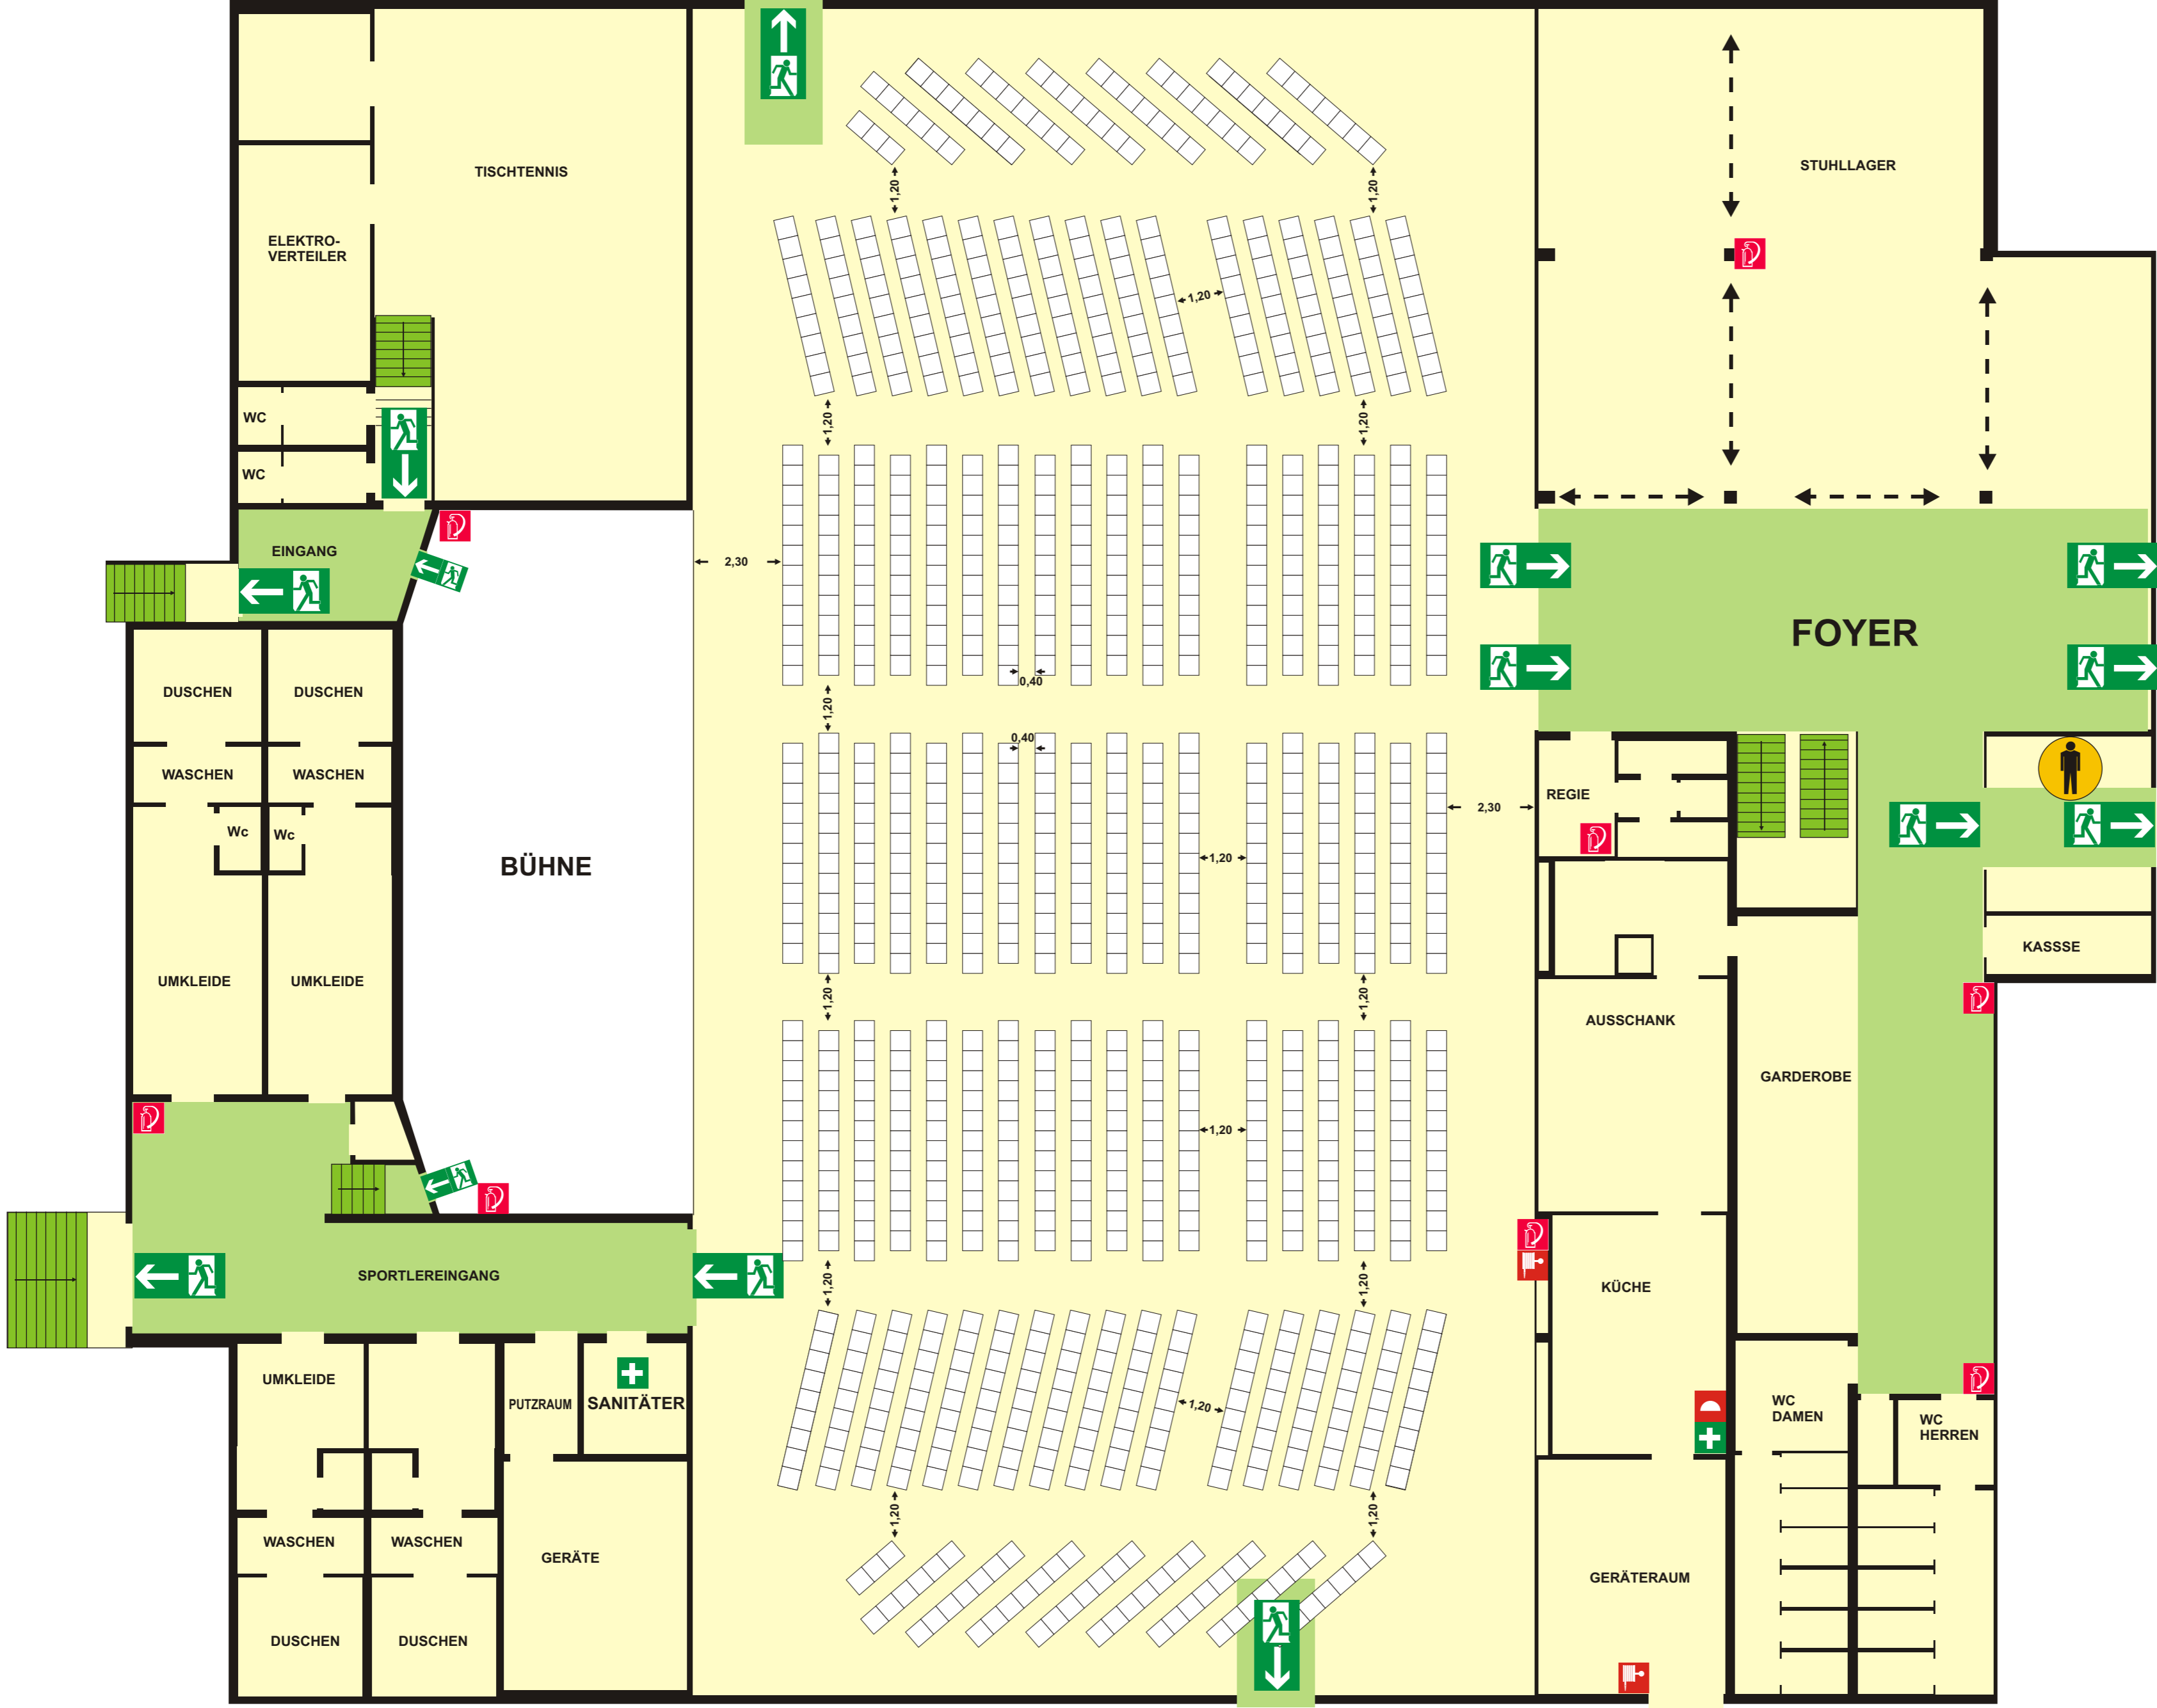 TISCHTENNIS
STUHLLAGER
1,20
1,20
ELEKTRO-
VERTEILER
1,20
1,20
1,20
WC
WC
EINGANG
2,30
FOYER
0,40
1,20
DUSCHEN
DUSCHEN
0,40
WASCHEN
WASCHEN
REGIE
2,30
Wc
Wc
1,20
BÜHNE
KASSSE
UMKLEIDE
UMKLEIDE
1,20
1,20
AUSSCHANK
GARDEROBE
1,20
SPORTLEREINGANG
1,20
1,20
KÜCHE
UMKLEIDE
PUTZRAUM
SANITÄTER
1,20
WC
DAMEN
WC
HERREN
1,20
1,20
WASCHEN
WASCHEN
GERÄTE
GERÄTERAUM
DUSCHEN
DUSCHEN